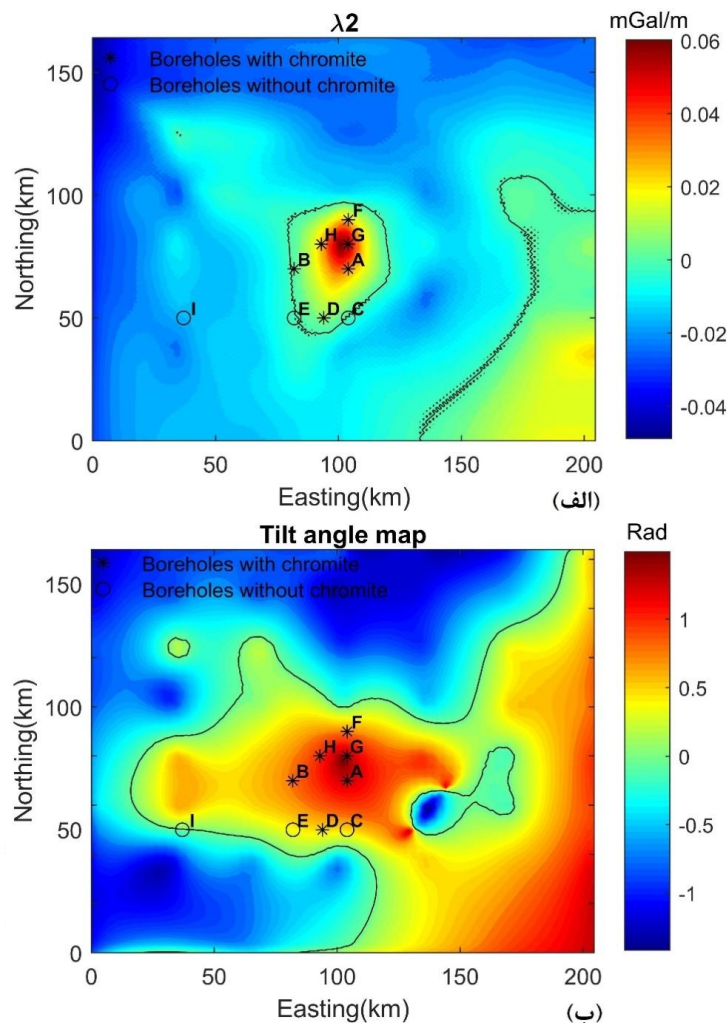 λ2
mGal/m
✳ Boreholes with chromite
○ Boreholes without chromite
Northing(km)
150
100
50
0
F
H G
B A
I E D C
0 50 100 150 200
Easting(km)
0.06
0.04
0.02
0
-0.02
-0.04
(الف)
Tilt angle map
Rad
✳ Boreholes with chromite
○ Boreholes without chromite
Northing(km)
150
100
50
0
F
H G
B A
I E D C
0 50 100 150 200
Easting(km)
1
0.5
0
-0.5
-1
(ب)